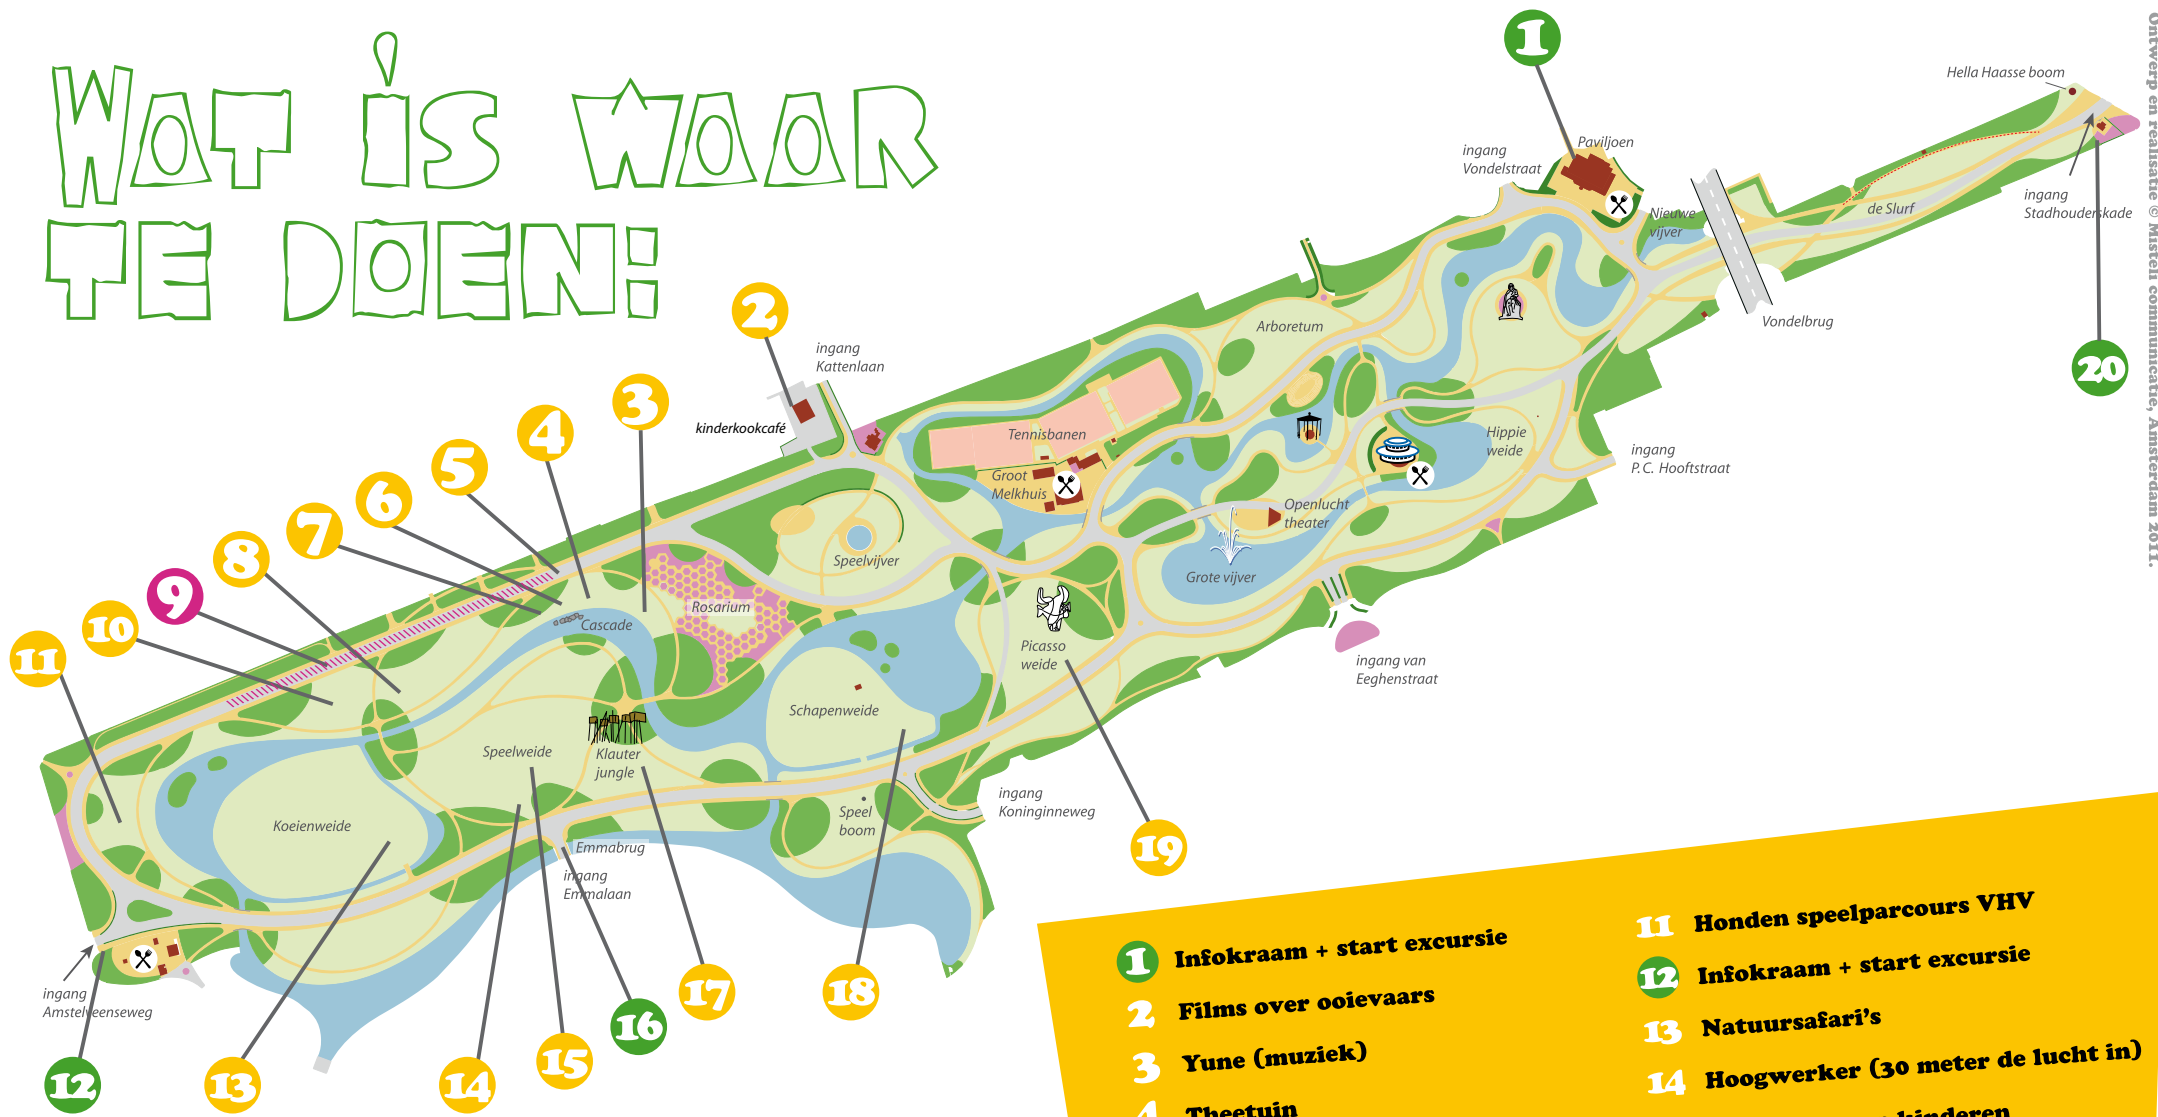 WAT IS WAAR
TE DOEN:
1
Hella Haasse boom
Paviljoen
ingang
Vondelstraat
ingang
Stadhouderskade
de Slurf
Nieuwe
vijver
Vondelbrug
20
Ontwerp en realisatie © Misteli communicatie, Amsterdam 2011.
2
ingang
Kattenlaan
kinderkookcafé
Arboretum
Tennisbanen
Groot
Melkhuis
Hippie
weide
ingang
P.C. Hooftstraat
Openlucht
theater
Grote vijver
Speelvijver
3
4
5
6
7
8
9
10
11
Rosarium
Cascade
Picasso
weide
ingang van
Eeghenstraat
Schapenweide
Speelweide
Klauter
jungle
Koeienweide
Speel
boom
ingang
Koninginneweg
Emmabrug
ingang
Emmalaan
ingang
Amstelveenseweg
12
13
14
15
16
17
18
19
1 Infokraam + start excursie
2 Films over ooievaars
3 Yune (muziek)
4 Theetuin
11 Honden speelparcours VHV
12 Infokraam + start excursie
13 Natuursafari's
14 Hoogwerker (30 meter de lucht in)
kinderen